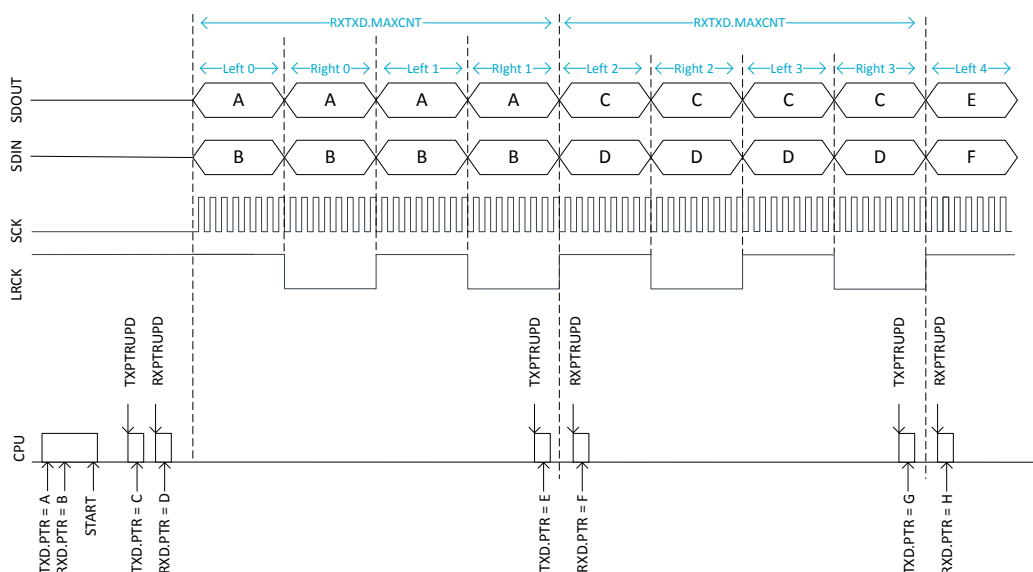 RXTXD.MAXCNT RXTXD.MAXCNT
Left 0 Right 0 Left 1 RIght 1 Left 2 Right 2 Left 3 Right 3 Left 4
SDOUT A A A A C C C C E
SDIN B B B B D D D D F
SCK
LRCK
TXPTRUPD RXPTRUPD TXPTRUPD RXPTRUPD TXPTRUPD RXPTRUPD
CPU
TXD.PTR = A RXD.PTR = B START TXD.PTR = C RXD.PTR = D TXD.PTR = E RXD.PTR = F TXD.PTR = G RXD.PTR = H